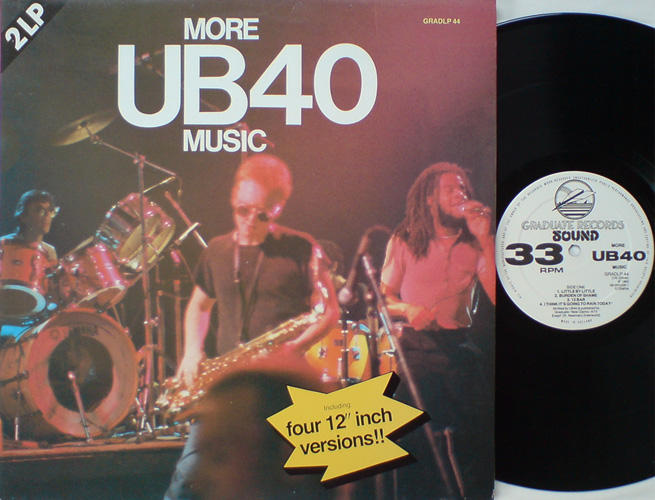 2 LP
MORE
UB40
MUSIC
GRADLP 44
Including
four 12" inch
versions!!
GRADUATE RECORDS
SOUND
33
RPM
MORE
UB40
MUSIC
GRADLP 44
SIDE ONE
1. LITTLE BY LITTLE
2. BURDEN OF SHAME
3. 12 BAR
4. I THINK IT'S GOING TO RAIN TODAY*
MADE IN HOLLAND